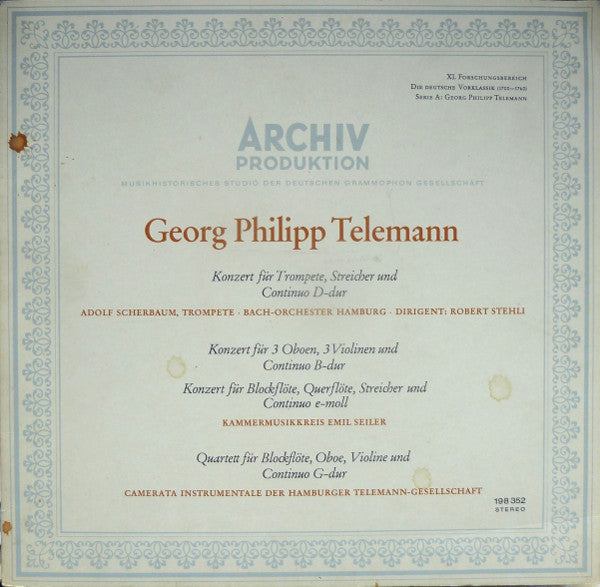 XI. Forschungsbereich
Die deutsche Vorklassik (1700–1760)
Serie A: Georg Philipp Telemann
ARCHIV
PRODUKTION
MUSIKHISTORISCHES STUDIO DER DEUTSCHEN GRAMMOPHON GESELLSCHAFT
Georg Philipp Telemann
Konzert für Trompete, Streicher und
Continuo D-dur
ADOLF SCHERBAUM, TROMPETE · BACH-ORCHESTER HAMBURG · DIRIGENT: ROBERT STEHLI
Konzert für 3 Oboen, 3 Violinen und
Continuo B-dur
Konzert für Blockflöte, Querflöte, Streicher und
Continuo e-moll
KAMMERMUSIKKREIS EMIL SEILER
Quartett für Blockflöte, Oboe, Violine und
Continuo G-dur
CAMERATA INSTRUMENTALE DER HAMBURGER TELEMANN-GESELLSCHAFT
198 352
STEREO